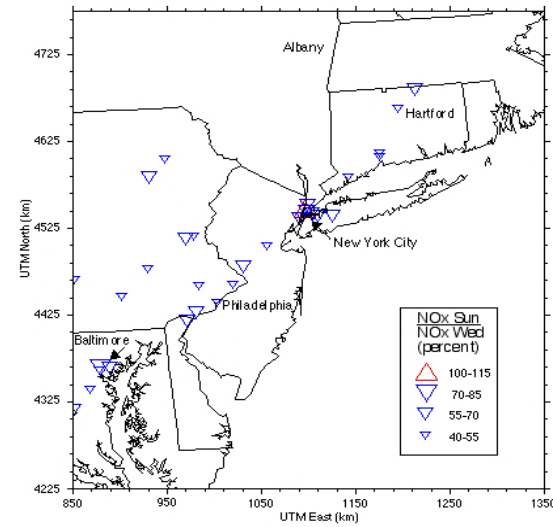 4725
4625
4525
4425
4325
4225
UTM North (km)
Albany
Hartford
New York City
Philadelphia
Baltimore
NOx Sun
NOx Wed
(percent)
100-115
70-85
55-70
40-55
850 950 1050 1150 1250 1350
UTM East (km)